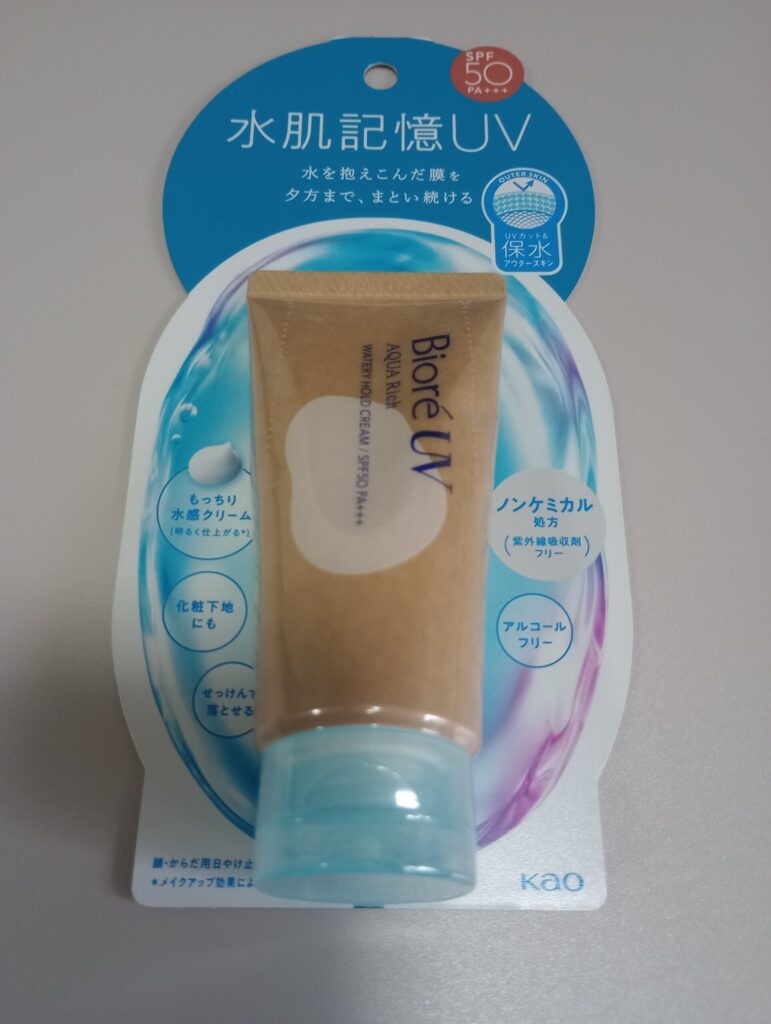 SPF
50
PA+++
水肌記憶UV
水を抱えこんだ膜を
夕方まで、まとい続ける
OUTER SKIN
UVカット&
保水
アウタースキン
Bioré UV
AQUA Rich
WATERY HOLD CREAM / SPF50 PA+++
もっちり
水感クリーム
(明るく仕上がる*)
化粧下地
にも
せっけんで
落とせる
ノンケミカル
処方
(紫外線吸収剤
フリー)
アルコール
フリー
顔・からだ用日やけ止
*メイクアップ効果によ
Kao